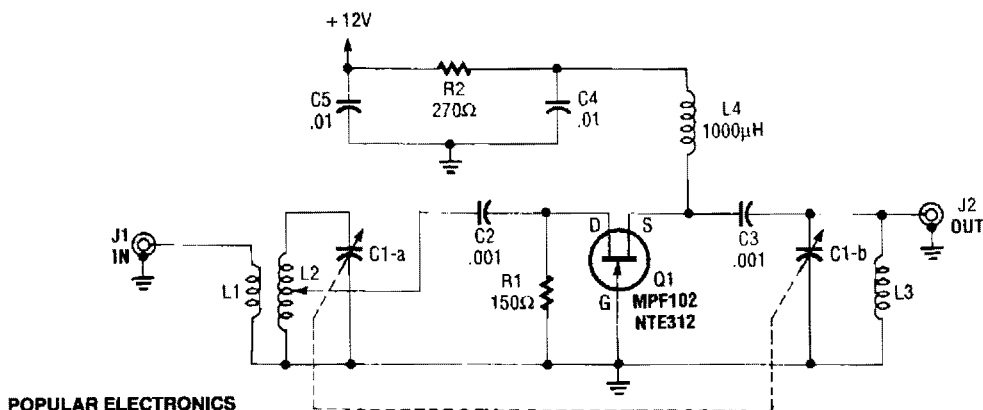 +12V
C5
.01
R2
270Ω
C4
.01
L4
1000μH
J1
IN
L1
L2
C1-a
C2
.001
R1
150Ω
D
S
G
Q1
MPF102
NTE312
C3
.001
C1-b
L3
J2
OUT
POPULAR ELECTRONICS